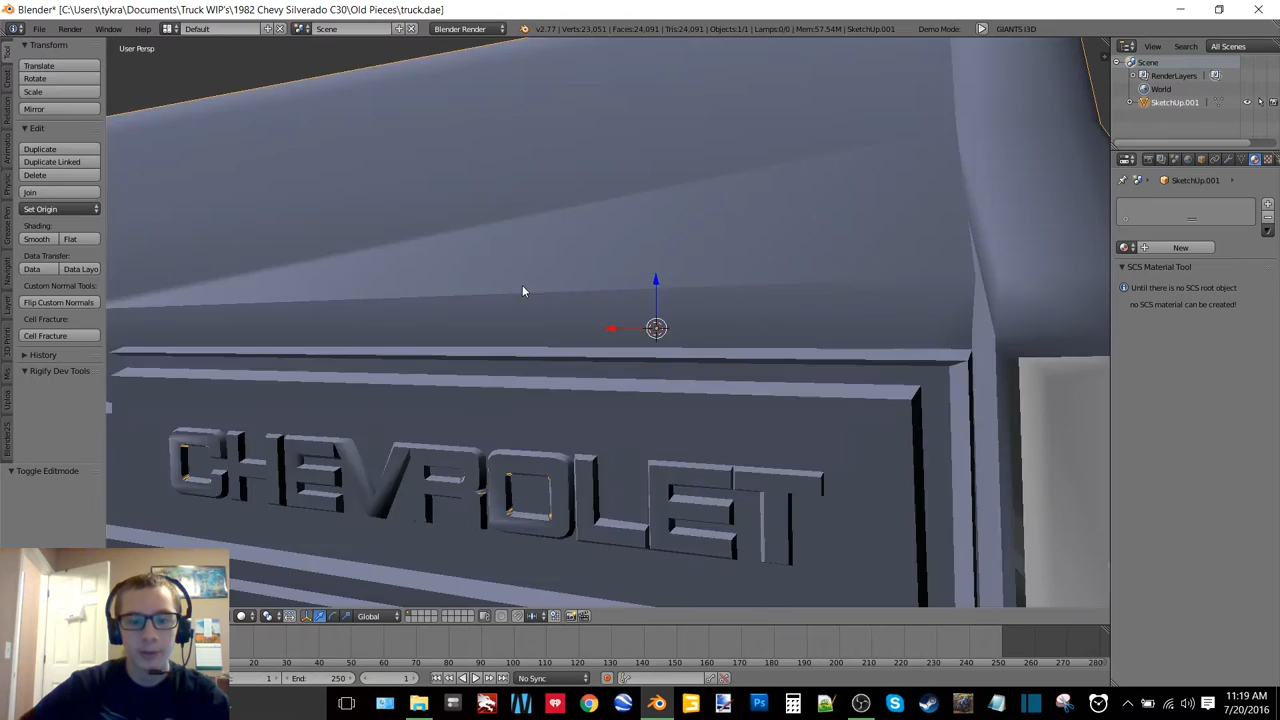 Blender* [C:\Users\tykra\Documents\Truck WIP's\1982 Chevy Silverado C30\Old Pieces\truck.dae]
File Render Window Help Default Scene Blender Render v2.77 | Verts:23,051 | Faces:24,091 | Tris:24,091 | Objects:1/1 | Lamps:0/0 | Mem:57.54M | SketchUp.001 Demo Mode: GIANTS I3D
Transform
Translate
Rotate
Scale
Mirror
Edit
Duplicate
Duplicate Linked
Delete
Join
Set Origin
Shading:
Smooth Flat
Data Transfer:
Data Data Layo
Custom Normal Tools:
Flip Custom Normals
Cell Fracture:
Cell Fracture
History
Rigify Dev Tools
Toggle Editmode
User Persp
CHEVROLET
View Search All Scenes
Scene
RenderLayers
World
SketchUp.001
SketchUp.001
New
SCS Material Tool
Until there is no SCS root object
no SCS material can be created!
Global
20 30 40 50 60 70 80 90 100 110 120 130 140 150 160 170 180 190 200 210 220 230 240 250 260 270 280
1 End: 250 1 No Sync
11:19 AM
7/20/2016